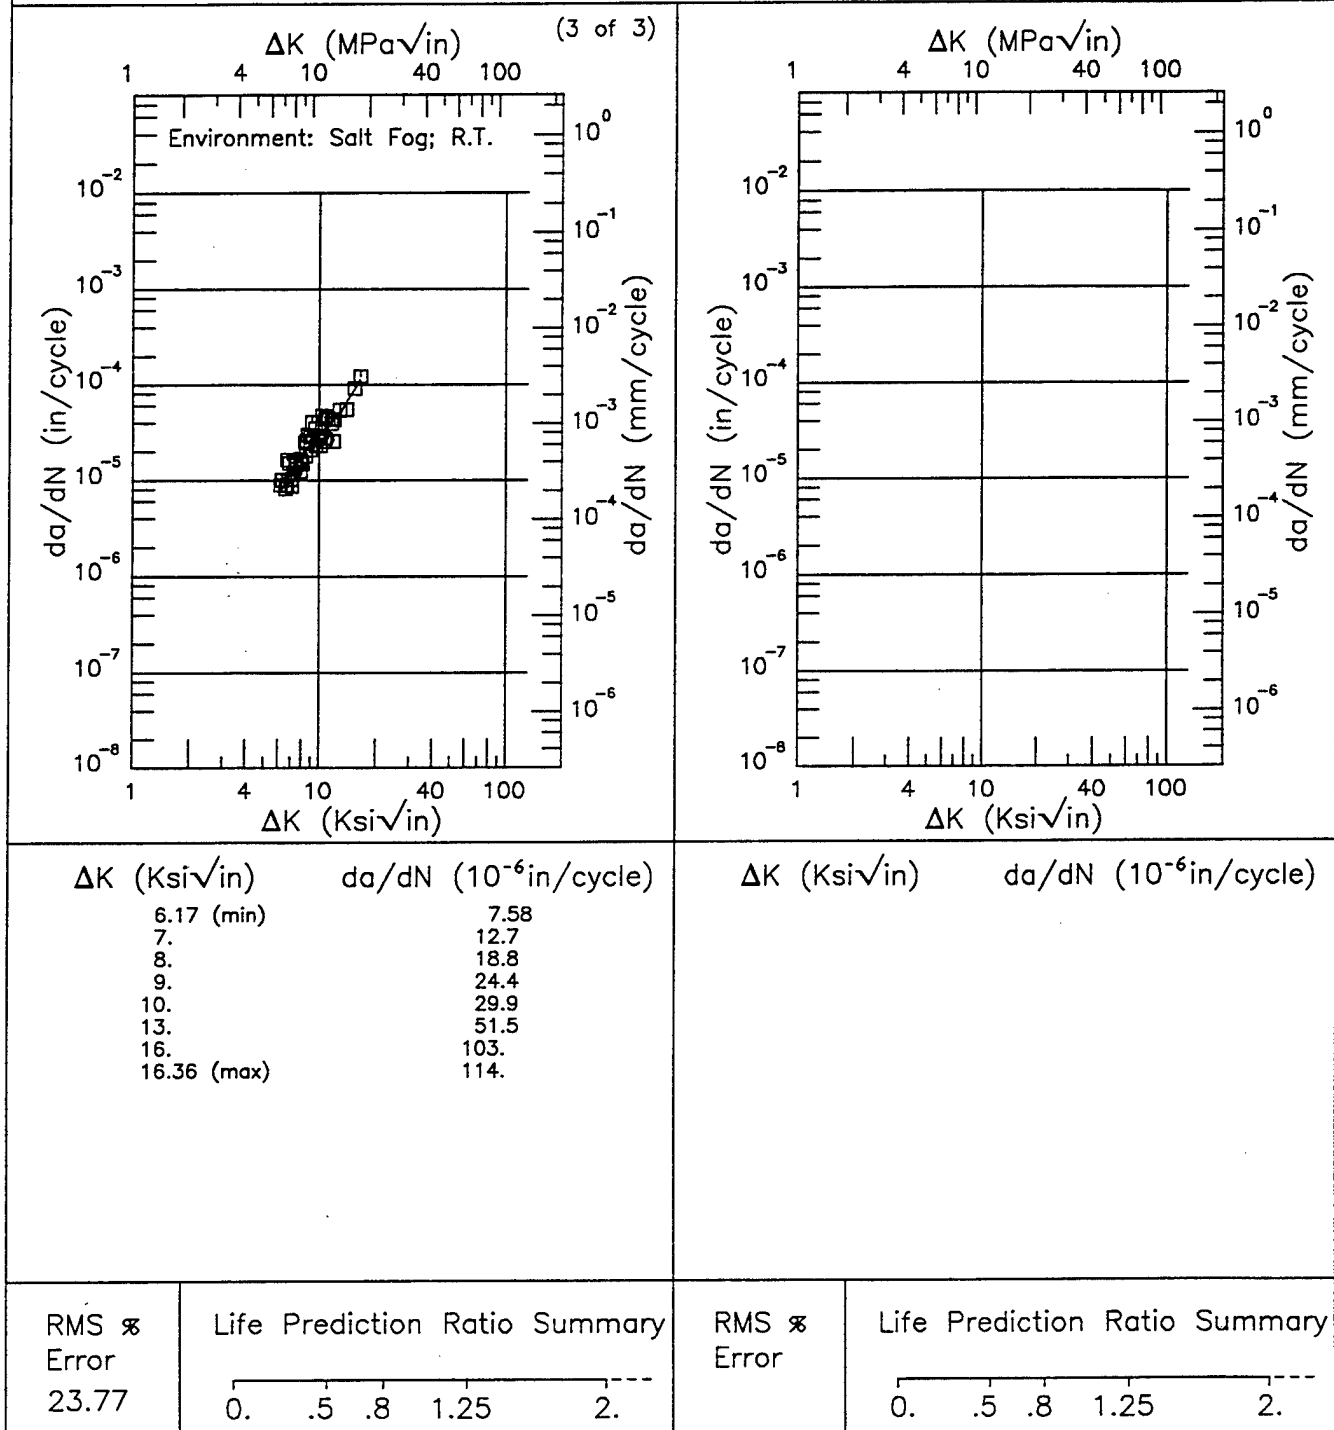 (3 of 3)
ΔK (MPa√in)
1 4 10 40 100
Environment: Salt Fog; R.T.
da/dN (in/cycle)
10⁻²
10⁻³
10⁻⁴
10⁻⁵
10⁻⁶
10⁻⁷
10⁻⁸
10⁰
10⁻¹
10⁻²
10⁻³
10⁻⁴
10⁻⁵
10⁻⁶
da/dN (mm/cycle)
1 4 10 40 100
ΔK (Ksi√in)
ΔK (MPa√in)
1 4 10 40 100
da/dN (in/cycle)
10⁻²
10⁻³
10⁻⁴
10⁻⁵
10⁻⁶
10⁻⁷
10⁻⁸
10⁰
10⁻¹
10⁻²
10⁻³
10⁻⁴
10⁻⁵
10⁻⁶
da/dN (mm/cycle)
1 4 10 40 100
ΔK (Ksi√in)
ΔK (Ksi√in) da/dN (10⁻⁶in/cycle)
6.17 (min) 7.58
7. 12.7
8. 18.8
9. 24.4
10. 29.9
13. 51.5
16. 103.
16.36 (max) 114.
ΔK (Ksi√in) da/dN (10⁻⁶in/cycle)
RMS %
Error
23.77
Life Prediction Ratio Summary
0. .5 .8 1.25 2.
RMS %
Error
Life Prediction Ratio Summary
0. .5 .8 1.25 2.